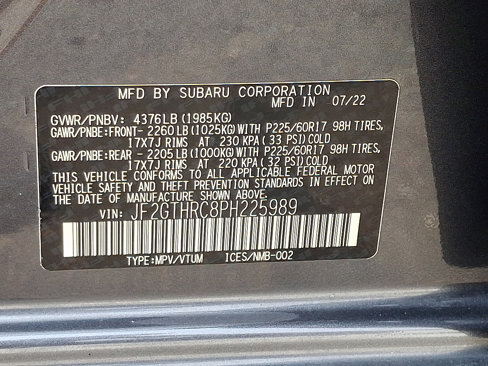 MFD BY SUBARU CORPORATION
MFD IN 07/22
GVWR/PNBV: 4376LB(1985KG)
GAWR/PNBE:FRONT- 2260LB(1025KG)WITH P225/60R17 98H TIRES,
17X7J RIMS AT 230 KPA(33 PSI)COLD
GAWR/PNBE:REAR - 2205LB(1000KG)WITH P225/60R17 98H TIRES,
17X7J RIMS AT 220 KPA(32 PSI)COLD
THIS VEHICLE CONFORMS TO ALL APPLICABLE FEDERAL MOTOR
VEHICLE SAFETY AND THEFT PREVENTION STANDARDS IN EFFECT ON
THE DATE OF MANUFACTURE SHOWN ABOVE.
VIN: JF2GTHRC8PH225989
TYPE:MPV/VTUM ICES/NMB-002